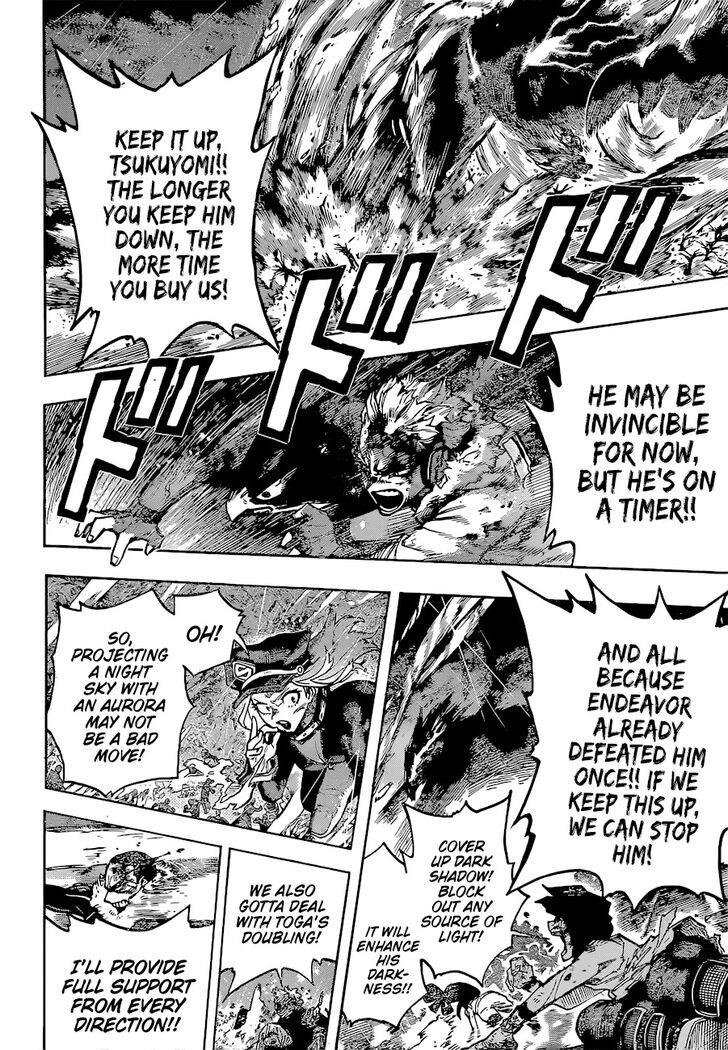 KEEP IT UP,
TSUKUYOMI!!
THE LONGER
YOU KEEP HIM
DOWN, THE
MORE TIME
YOU BUY US!
ドドド
HE MAY BE
INVINCIBLE
FOR NOW,
BUT HE'S ON
A TIMER!!
AND ALL
BECAUSE
ENDEAVOR
ALREADY
DEFEATED HIM
ONCE!! IF WE
KEEP THIS UP,
WE CAN STOP
HIM!
OH!
SO,
PROJECTING
A NIGHT
SKY WITH
AN AURORA
MAY NOT
BE A BAD
MOVE!
COVER
UP DARK
SHADOW!
BLOCK
OUT ANY
SOURCE OF
LIGHT!
IT WILL
ENHANCE
HIS
DARK-
NESS!!
WE ALSO
GOTTA DEAL
WITH TOGA'S
DOUBLING!
I'LL PROVIDE
FULL SUPPORT
FROM EVERY
DIRECTION!!